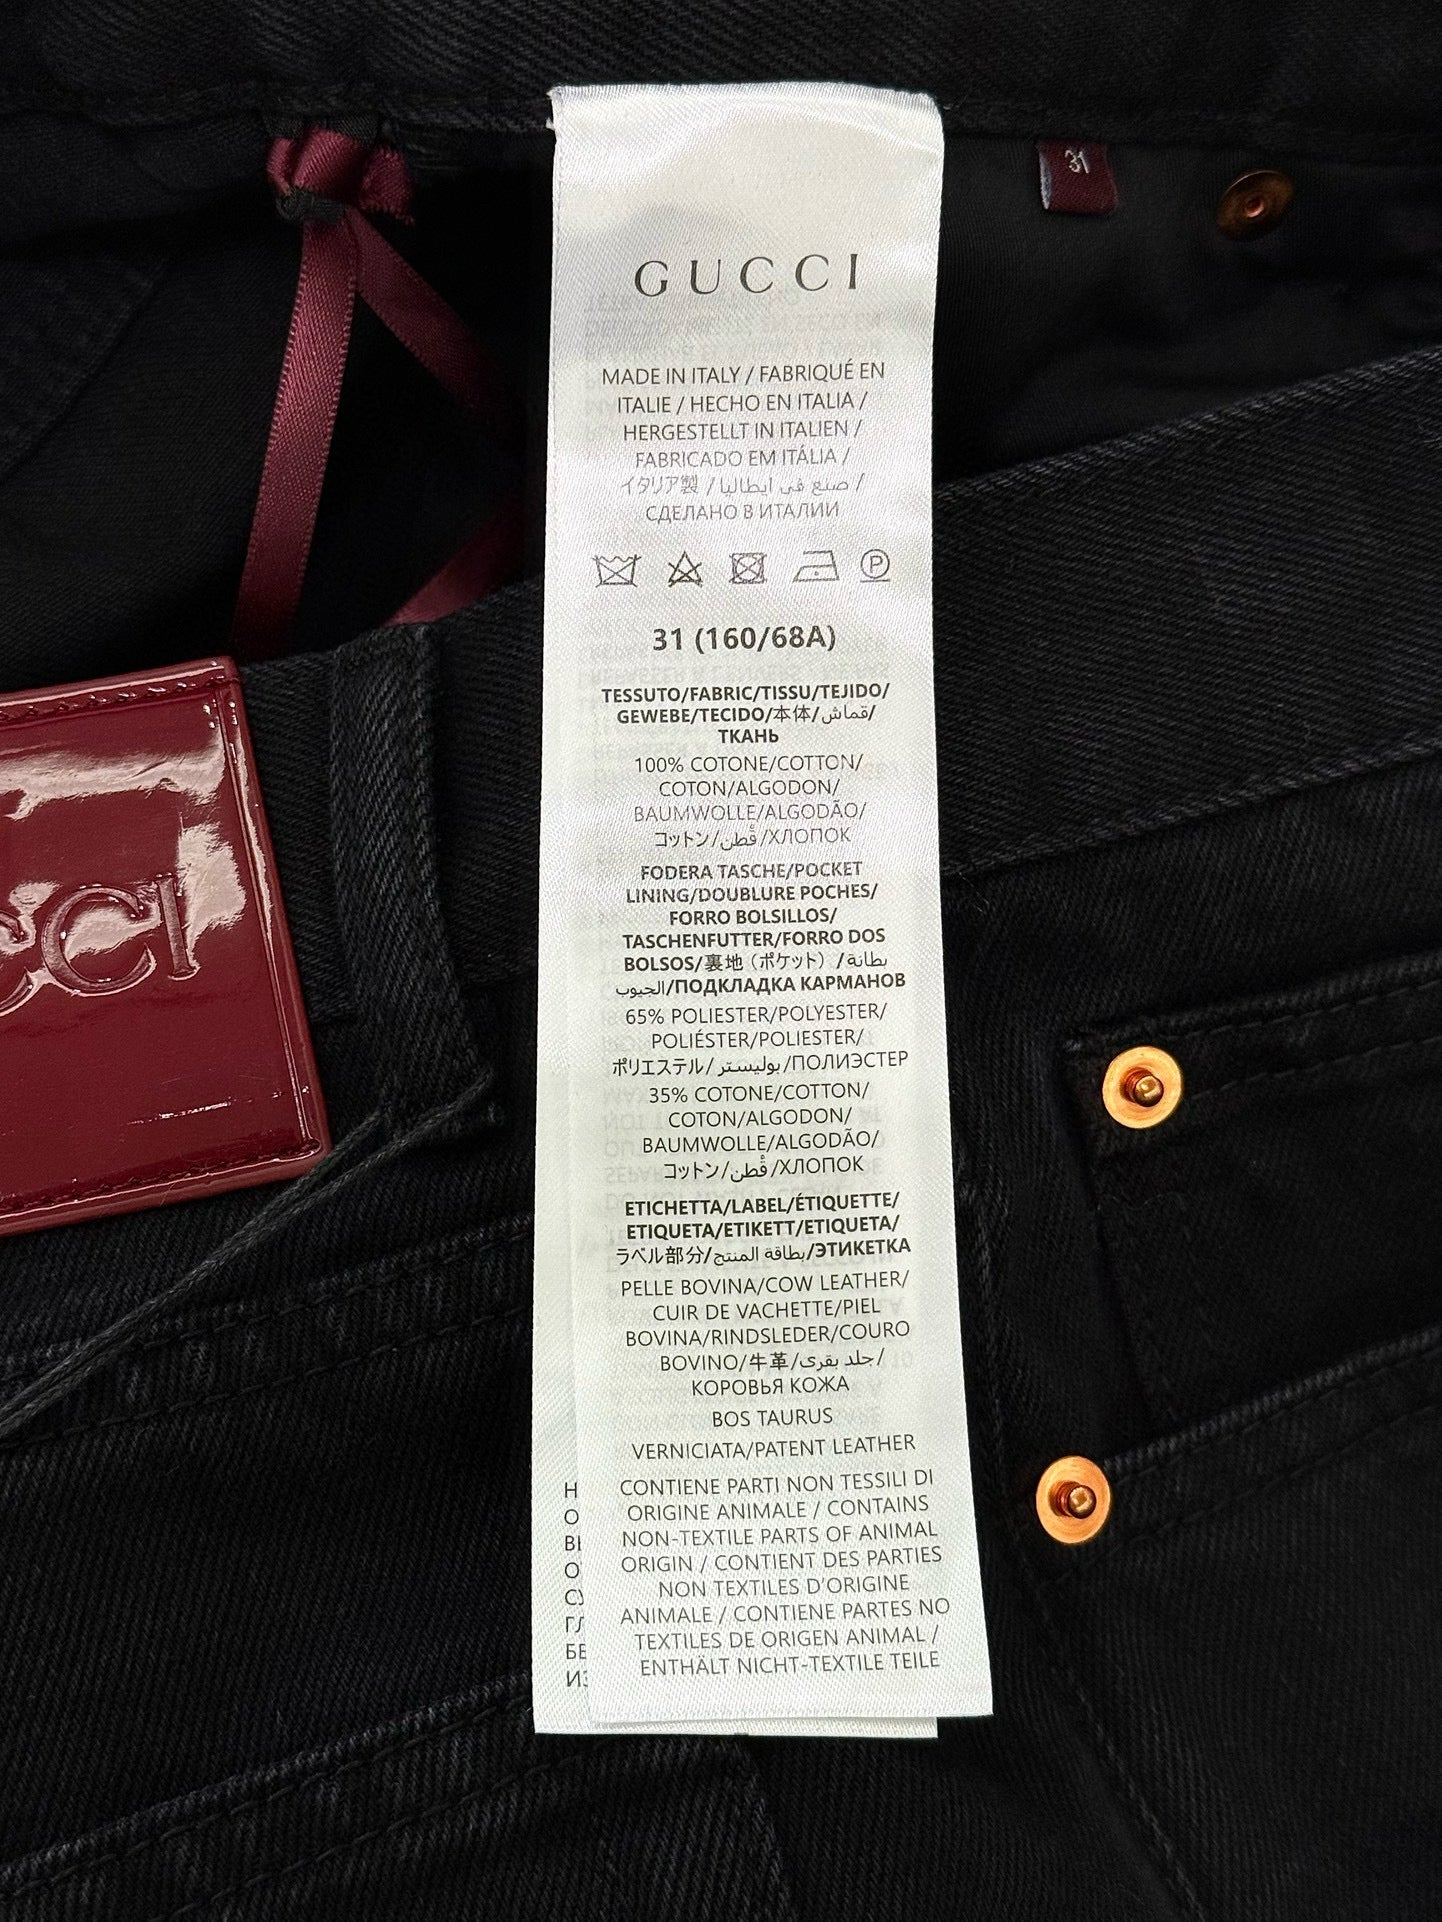 31
GUCCI
MADE IN ITALY / FABRIQUÉ EN
ITALIE / HECHO EN ITALIA /
HERGESTELLT IN ITALIEN /
FABRICADO EM ITÁLIA /
イタリア製 / صنع في ايطاليا /
СДЕЛАНО В ИТАЛИИ
P
31 (160/68A)
TESSUTO/FABRIC/TISSU/TEJIDO/
GEWEBE/TECIDO/本体/قماش/
ТКАНЬ
100% COTONE/COTTON/
COTON/ALGODON/
BAUMWOLLE/ALGODÃO/
コットン/قُطن/ХЛОПОК
FODERA TASCHE/POCKET
LINING/DOUBLURE POCHES/
FORRO BOLSILLOS/
TASCHENFUTTER/FORRO DOS
BOLSOS/裏地（ポケット）/بطانة
الجيوب/ПОДКЛАДКА КАРМАНОВ
65% POLIESTER/POLYESTER/
POLIÉSTER/POLIESTER/
ポリエステル/بوليستر/ПОЛИЭСТЕР
35% COTONE/COTTON/
COTON/ALGODON/
BAUMWOLLE/ALGODÃO/
コットン/قُطن/ХЛОПОК
ETICHETTA/LABEL/ÉTIQUETTE/
ETIQUETA/ETIKETT/ETIQUETA/
ラベル部分/بطاقة المنتج/ЭТИКЕТКА
PELLE BOVINA/COW LEATHER/
CUIR DE VACHETTE/PIEL
BOVINA/RINDSLEDER/COURO
BOVINO/牛革/جلد بقري/
КОРОВЬЯ КОЖА
BOS TAURUS
VERNICIATA/PATENT LEATHER
CONTIENE PARTI NON TESSILI DI
ORIGINE ANIMALE / CONTAINS
NON-TEXTILE PARTS OF ANIMAL
ORIGIN / CONTIENT DES PARTIES
NON TEXTILES D'ORIGINE
ANIMALE / CONTIENE PARTES NO
TEXTILES DE ORIGEN ANIMAL /
ENTHÄLT NICHT-TEXTILE TEILE
CCI